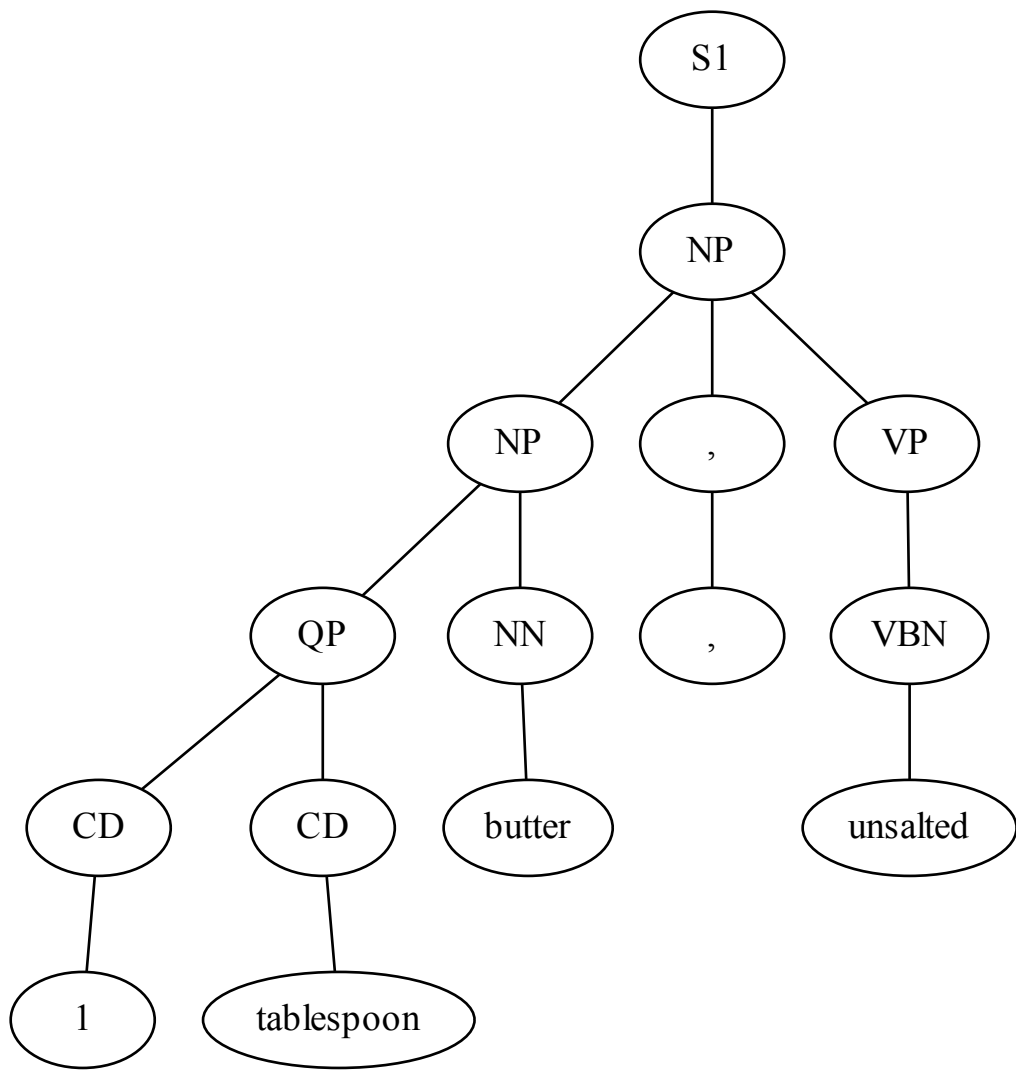 S1
NP
NP , VP
QP NN , VBN
CD CD butter unsalted
1 tablespoon